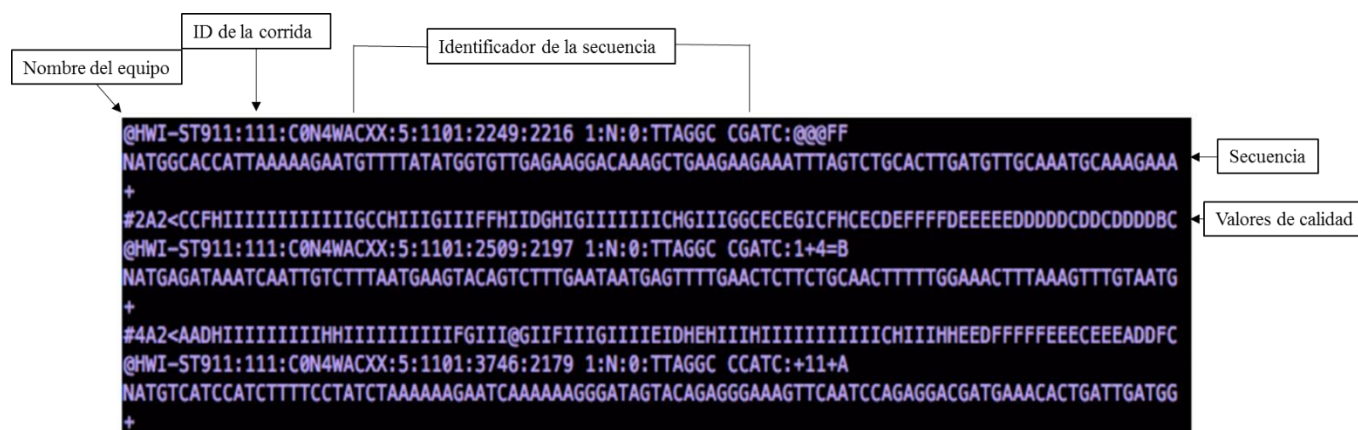 ID de la corrida
Identificador de la secuencia
Nombre del equipo
@HWI-ST911:111:C0N4WACXX:5:1101:2249:2216 1:N:0:TTAGGC CGATC:@@@FF
NATGGCACCATTAAAAAGAATGTTTTATATGGTGTTGAGAAGGACAAAGCTGAAGAAGAAATTTAGTCTGCACTTGATGTTGCAAATGCAAAGAAA
Secuencia
+
#2A2<CCFHIIIIIIIIIIIIGCCHIIIGIIIFFHIIDGHIGIIIIIIICHGIIIGGCECEGICFHCECDEFFFFDEEEEEDDDDDCDDCDDDDBC
Valores de calidad
@HWI-ST911:111:C0N4WACXX:5:1101:2509:2197 1:N:0:TTAGGC CGATC:1+4=B
NATGAGATAAATCAATTGTCTTTAATGAAGTACAGTCTTTGAATAATGAGTTTTGAACTCTTCTGCAACTTTTTGGAAACTTTAAAGTTTGTAATG
+
#4A2<AADHIIIIIIIIIHHIIIIIIIIIIFGIII@GIIFIIIGIIIIEIDHEHIIIHIIIIIIIIIIICHIIIHHEEDFFFFFEEECEEEADDFC
@HWI-ST911:111:C0N4WACXX:5:1101:3746:2179 1:N:0:TTAGGC CCATC:+11+A
NATGTCATCCATCTTTTCCTATCTAAAAAAGAATCAAAAAAGGGATAGTACAGAGGGAAAGTTCAATCCAGAGGACGATGAAACACTGATTGATGG
+